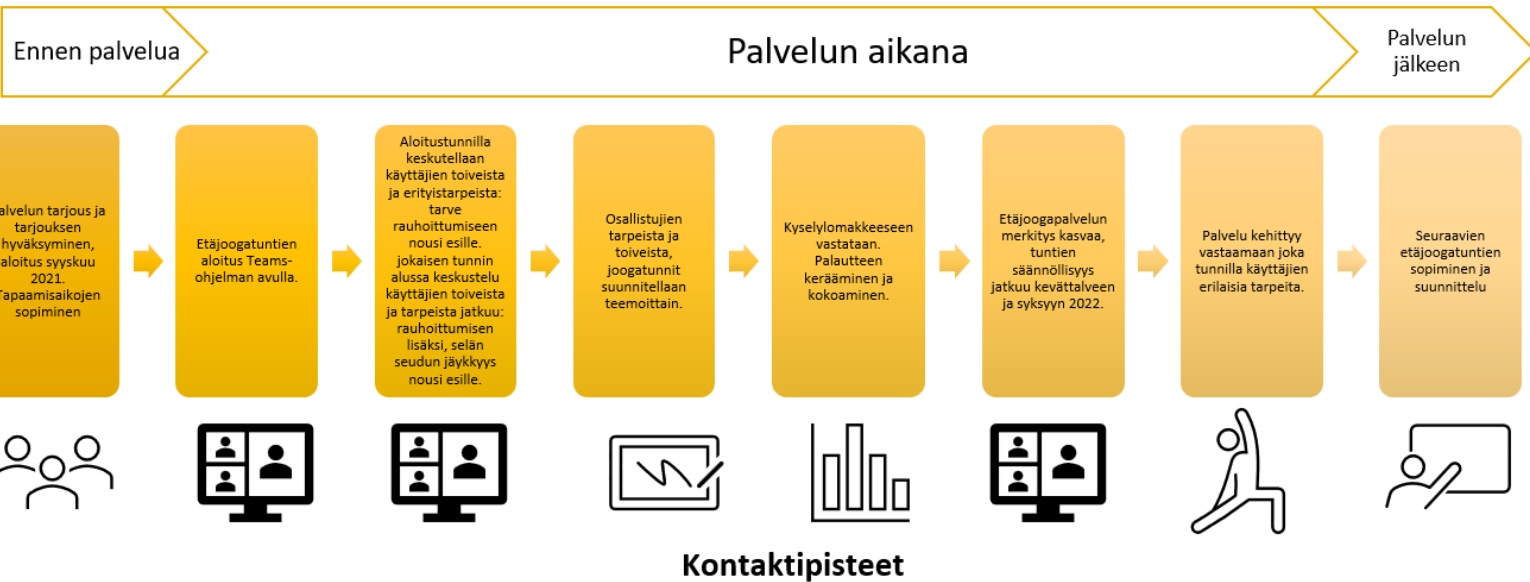 Ennen palvelua
Palvelun aikana
Palvelun
jälkeen
tarjous ja
tarjouksen
hyväksyminen,
aloitus syyskuu
2021.
Tapaamisaikojen
sopiminen
Etäjoogatuntien
aloitus Teams-
ohjelman avulla.
Aloitustunnilla
keskutellaan
käyttäjien toiveista
ja erityistarpeista:
tarve
rauhoittumiseen
nousi esille.
jokaisen tunnin
alussa keskustelu
käyttäjien toiveista
ja tarpeista jatkuu:
rauhoittumisen
lisäksi, selän
seudun jäykkyys
nousi esille.
Osallistujien
tarpeista ja
toiveista,
joogatunnit
suunnitellaan
teemoittain.
Kyselylomakkeeseen
vastataan.
Palautteen
kerääminen ja
kokoaminen.
Etäjoogapalvelun
merkitys kasvaa,
tuntien
säännöllisyys
jatkuu kevättalveen
ja syksyyn 2022.
Palvelu kehittyy
vastaamaan joka
tunnilla käyttäjien
erilaisia tarpeita.
Seuraavien
etäjoogatuntien
sopiminen ja
suunnittelu
Kontaktipisteet